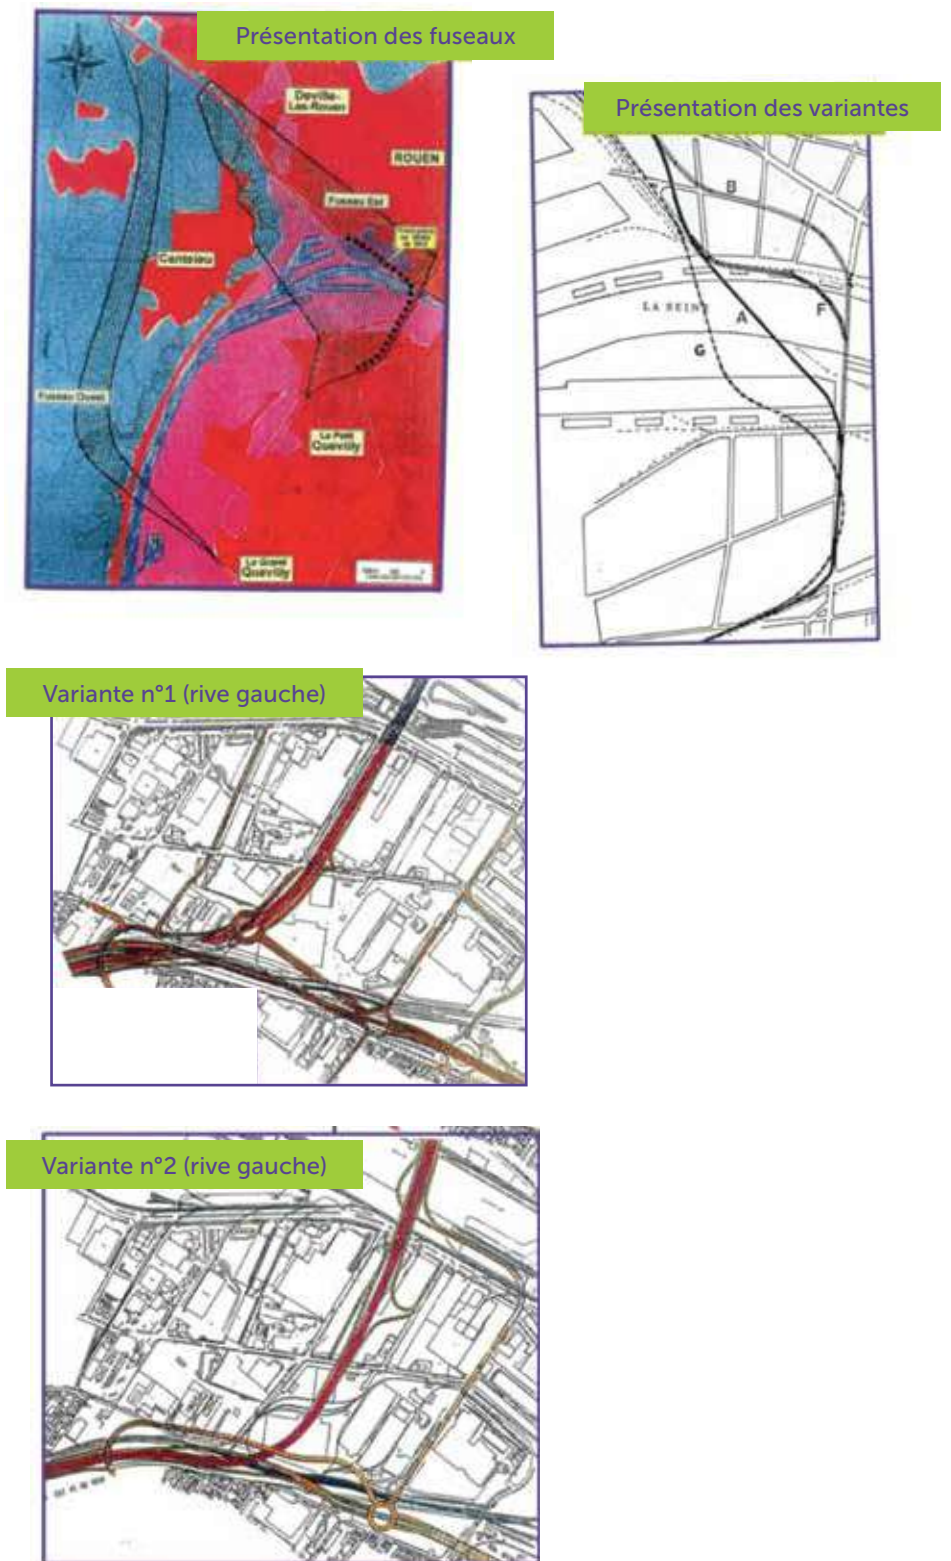 Présentation des fuseaux
Deville-
Les-Rouen
ROUEN
Fuseau Est
Canteleu
Fuseau Ouest
Le Petit
Quevilly
Le Grand
Quevilly
Présentation des variantes
B
LA SEINE
A
F
G
Variante n°1 (rive gauche)
Variante n°2 (rive gauche)